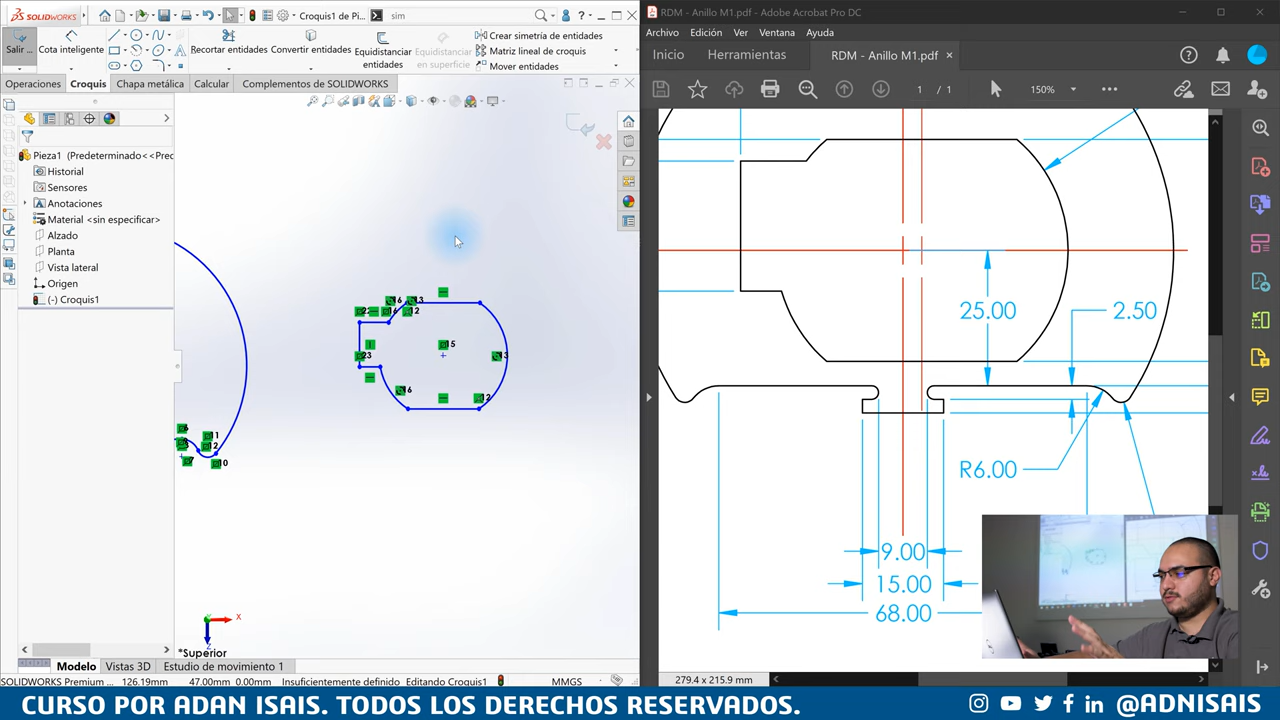 SOLIDWORKS
Croquis1 de Pi...
sim
Salir ...
Cota inteligente
Recortar entidades
Convertir entidades
Equidistanciar entidades
Equidistanciar en superficie
Crear simetría de entidades
Matriz lineal de croquis
Mover entidades
Operaciones
Croquis
Chapa metálica
Calcular
Complementos de SOLIDWORKS
Pieza1 (Predeterminado<<Prec
Historial
Sensores
Anotaciones
Material <sin especificar>
Alzado
Planta
Vista lateral
Origen
(-) Croquis1
X
Z
*Superior
Modelo
Vistas 3D
Estudio de movimiento 1
SOLIDWORKS Premium ...
126.19mm
47.00mm 0.00mm
Insuficientemente definido
Editando Croquis1
MMGS
RDM - Anillo M1.pdf - Adobe Acrobat Pro DC
Archivo
Edición
Ver
Ventana
Ayuda
Inicio
Herramientas
RDM - Anillo M1.pdf
1 / 1
150%
25.00
2.50
R6.00
9.00
15.00
68.00
279.4 x 215.9 mm
CURSO POR ADAN ISAIS. TODOS LOS DERECHOS RESERVADOS.
@ADNISAIS